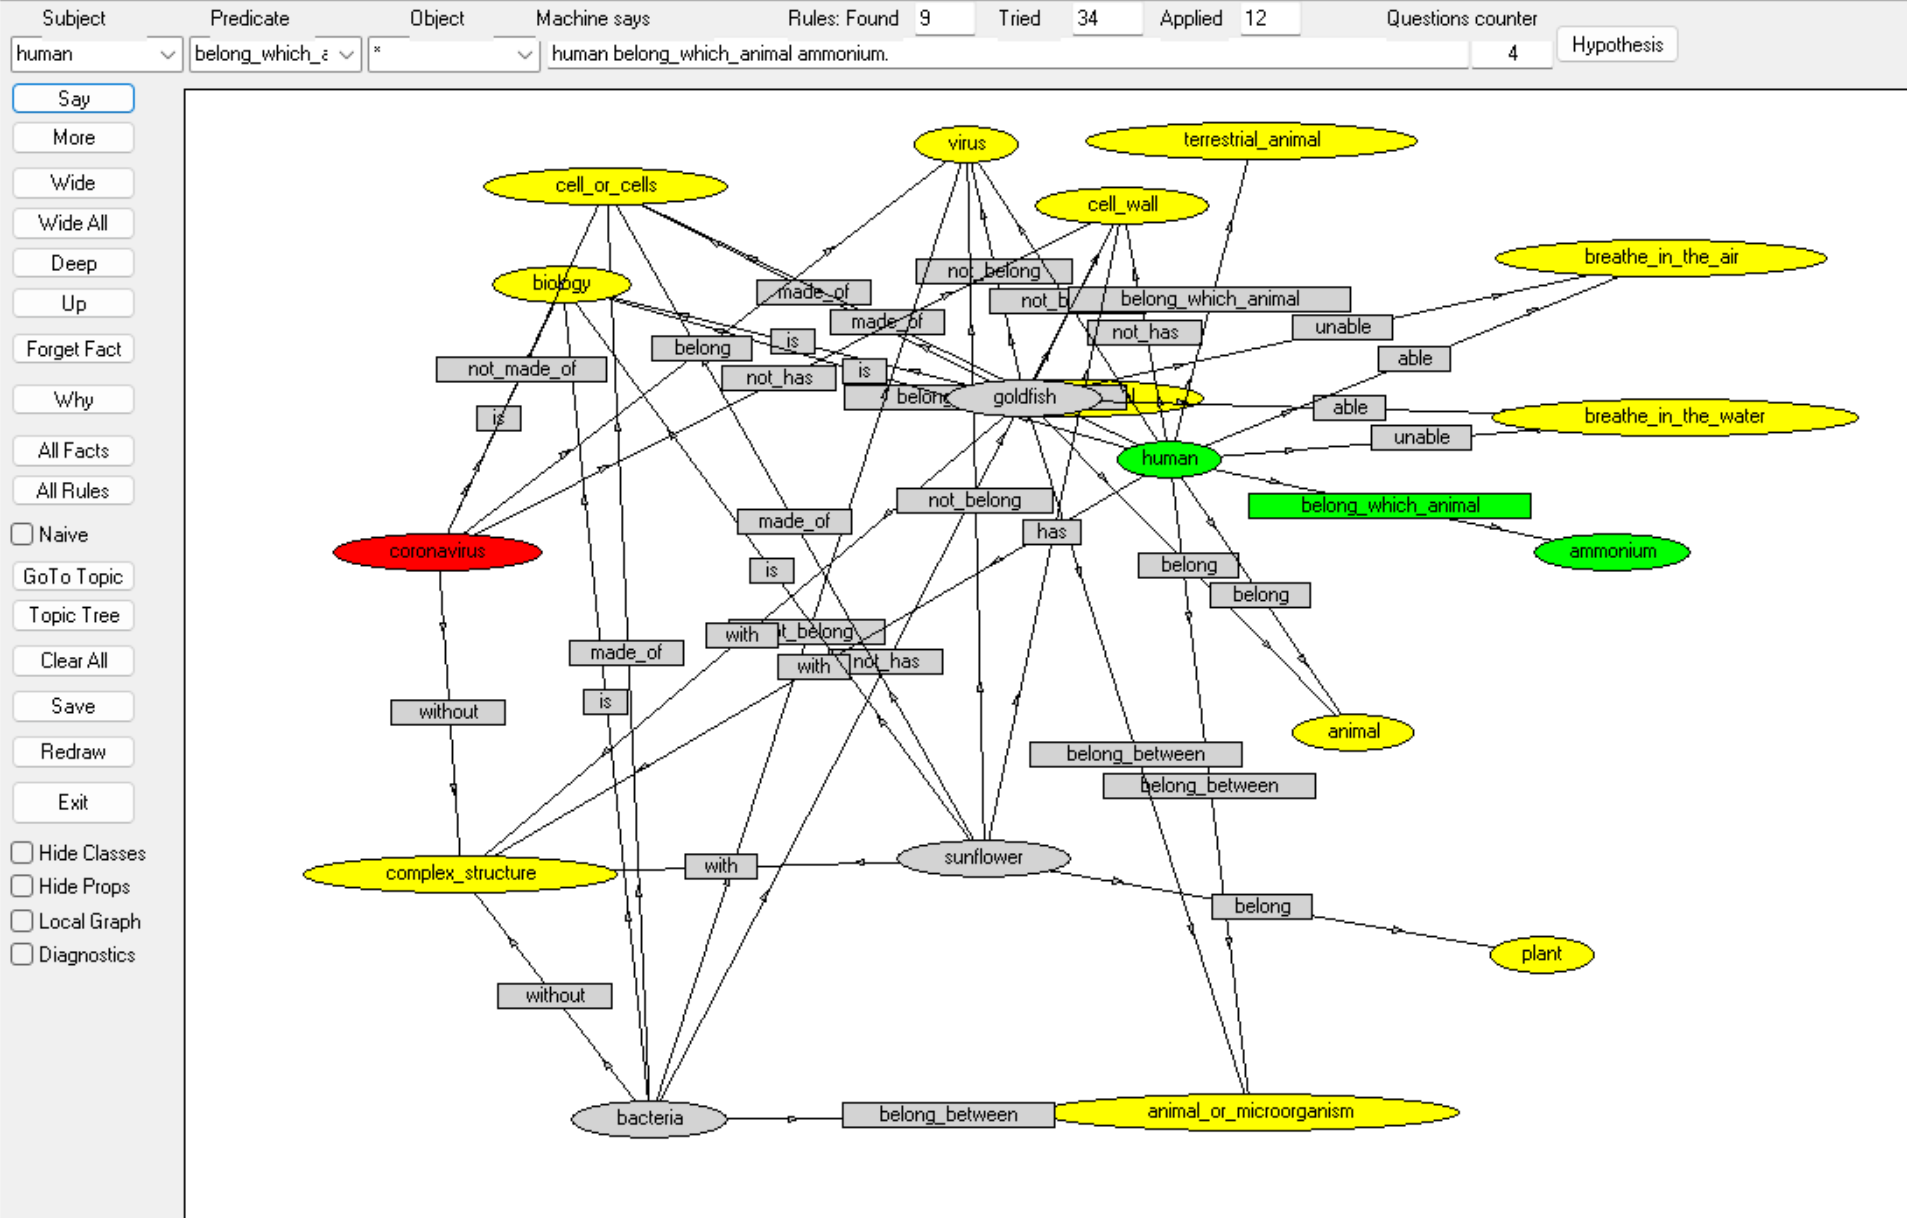 Subject Predicate Object Machine says Rules: Found 9 Tried 34 Applied 12 Questions counter
human belong_which_a * human belong_which_animal ammonium. 4 Hypothesis
Say
More
Wide
Wide All
Deep
Up
Forget Fact
Why
All Facts
All Rules
Naive
GoTo Topic
Topic Tree
Clear All
Save
Redraw
Exit
Hide Classes
Hide Props
Local Graph
Diagnostics
virus
terrestrial_animal
cell_or_cells
cell_wall
breathe_in_the_air
not_belong
biology
made_of
not_b
belong_which_animal
made_of
unable
not_has
is
belong
able
not_made_of
is
not_has
belong
goldfish
able
is
breathe_in_the_water
unable
human
not_belong
belong_which_animal
made_of
has
coronavirus
ammonium
belong
is
belong
with
t_belong
made_of
with
not_has
is
without
animal
belong_between
belong_between
sunflower
with
complex_structure
belong
plant
without
animal_or_microorganism
bacteria
belong_between